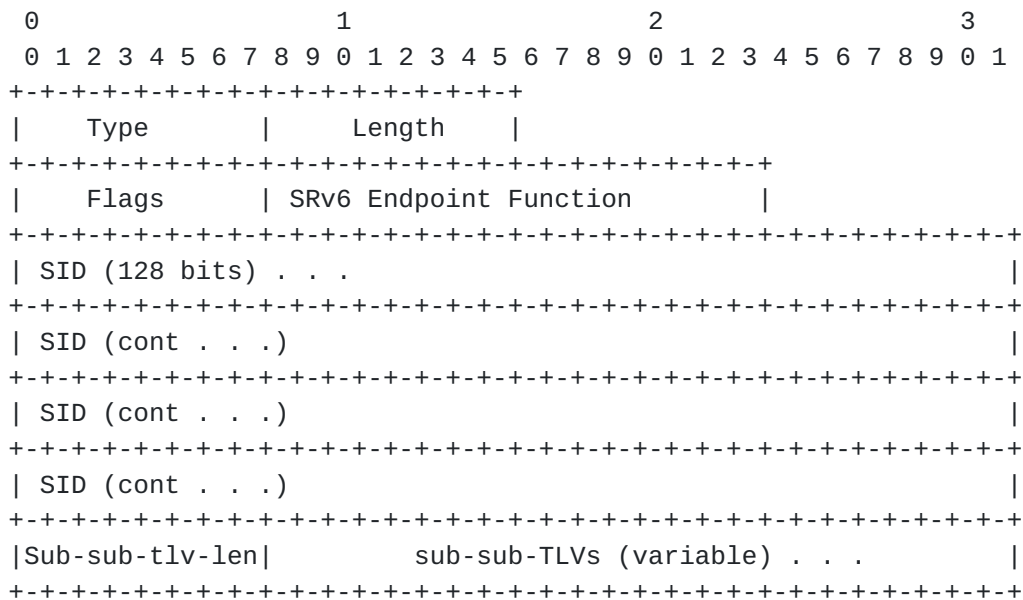 0                   1                   2                   3
 0 1 2 3 4 5 6 7 8 9 0 1 2 3 4 5 6 7 8 9 0 1 2 3 4 5 6 7 8 9 0 1
+-+-+-+-+-+-+-+-+-+-+-+-+-+-+-+-+
|    Type       |     Length    |
+-+-+-+-+-+-+-+-+-+-+-+-+-+-+-+-+-+-+-+-+-+-+-+-+
|    Flags      | SRv6 Endpoint Function        |
+-+-+-+-+-+-+-+-+-+-+-+-+-+-+-+-+-+-+-+-+-+-+-+-+-+-+-+-+-+-+-+-+
| SID (128 bits) . . .                                          |
+-+-+-+-+-+-+-+-+-+-+-+-+-+-+-+-+-+-+-+-+-+-+-+-+-+-+-+-+-+-+-+-+
| SID (cont . . .)                                              |
+-+-+-+-+-+-+-+-+-+-+-+-+-+-+-+-+-+-+-+-+-+-+-+-+-+-+-+-+-+-+-+-+
| SID (cont . . .)                                              |
+-+-+-+-+-+-+-+-+-+-+-+-+-+-+-+-+-+-+-+-+-+-+-+-+-+-+-+-+-+-+-+-+
| SID (cont . . .)                                              |
+-+-+-+-+-+-+-+-+-+-+-+-+-+-+-+-+-+-+-+-+-+-+-+-+-+-+-+-+-+-+-+-+
|Sub-sub-tlv-len|         sub-sub-TLVs (variable) . . .         |
+-+-+-+-+-+-+-+-+-+-+-+-+-+-+-+-+-+-+-+-+-+-+-+-+-+-+-+-+-+-+-+-+